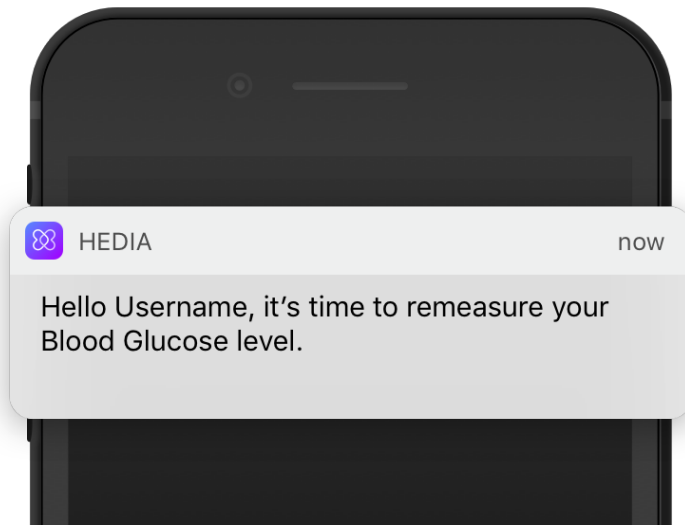 HEDIA now
Hello Username, it’s time to remeasure your
Blood Glucose level.